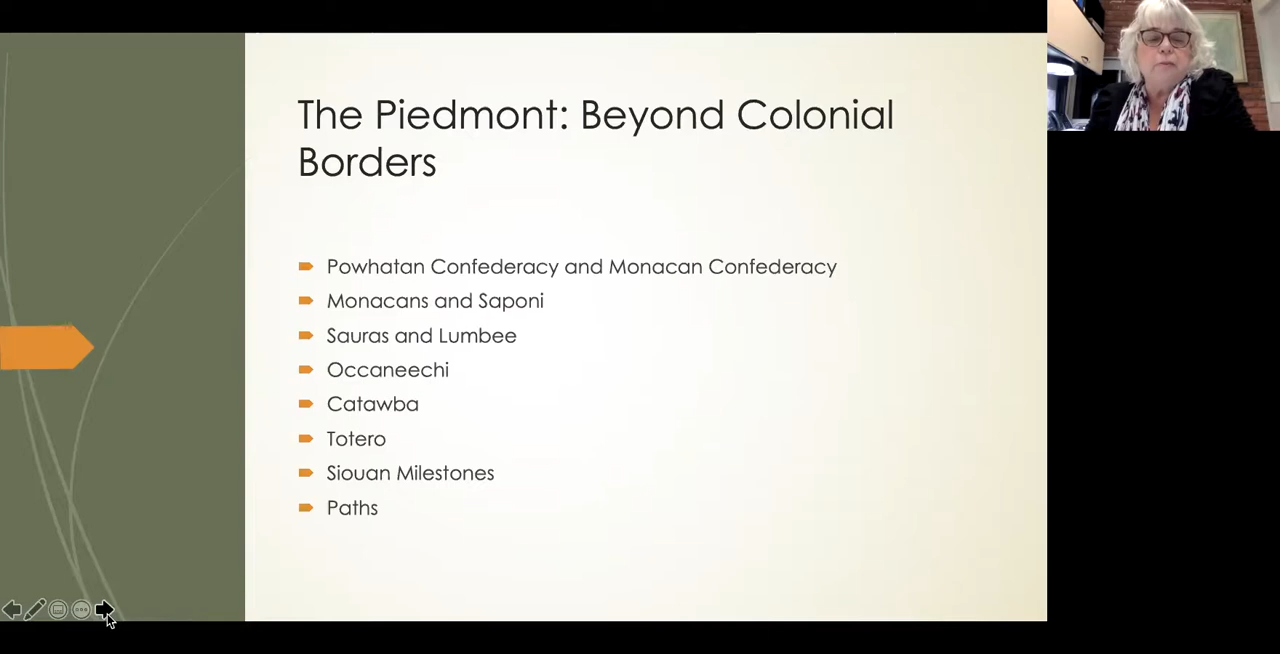 The Piedmont: Beyond Colonial
Borders
Powhatan Confederacy and Monacan Confederacy
Monacans and Saponi
Sauras and Lumbee
Occaneechi
Catawba
Totero
Siouan Milestones
Paths